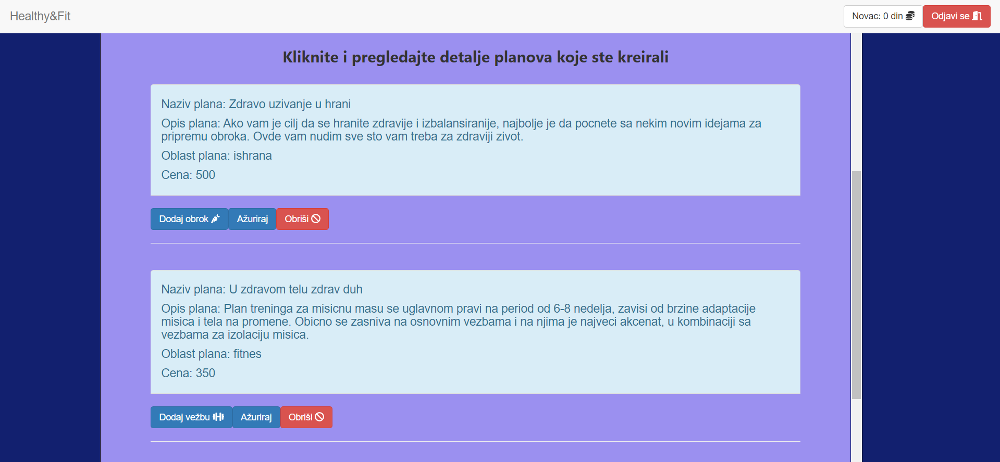 Healthy&Fit
Novac: 0 din
Odjavi se
Kliknite i pregledajte detalje planova koje ste kreirali
Naziv plana: Zdravo uzivanje u hrani
Opis plana: Ako vam je cilj da se hranite zdravije i izbalansiranije, najbolje je da pocnete sa nekim novim idejama za
pripremu obroka. Ovde vam nudim sve sto vam treba za zdraviji zivot.
Oblast plana: ishrana
Cena: 500
Dodaj obrok
Ažuriraj
Obriši
Naziv plana: U zdravom telu zdrav duh
Opis plana: Plan treninga za misicnu masu se uglavnom pravi na period od 6-8 nedelja, zavisi od brzine adaptacije
misica i tela na promene. Obicno se zasniva na osnovnim vezbama i na njima je najveci akcenat, u kombinaciji sa
vezbama za izolaciju misica.
Oblast plana: fitnes
Cena: 350
Dodaj vežbu
Ažuriraj
Obriši